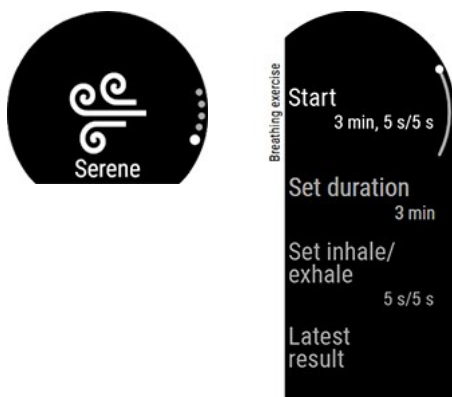 Serene
Breathing exercise
Start
3 min, 5 s/5 s
Set duration
3 min
Set inhale/
exhale
5 s/5 s
Latest
result